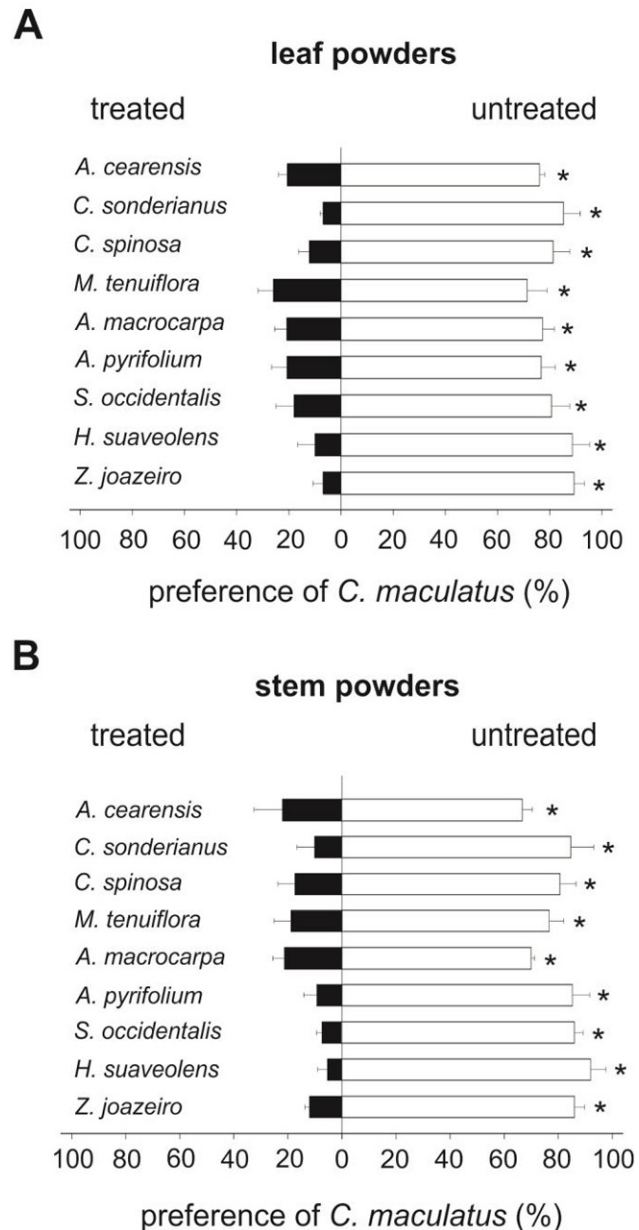 A
leaf powders
treated untreated
A. cearensis *
C. sonderianus *
C. spinosa *
M. tenuiflora *
A. macrocarpa *
A. pyrifolium *
S. occidentalis *
H. suaveolens *
Z. joazeiro *
100 80 60 40 20 0 20 40 60 80 100
preference of C. maculatus (%)
B
stem powders
treated untreated
A. cearensis *
C. sonderianus *
C. spinosa *
M. tenuiflora *
A. macrocarpa *
A. pyrifolium *
S. occidentalis *
H. suaveolens *
Z. joazeiro *
100 80 60 40 20 0 20 40 60 80 100
preference of C. maculatus (%)